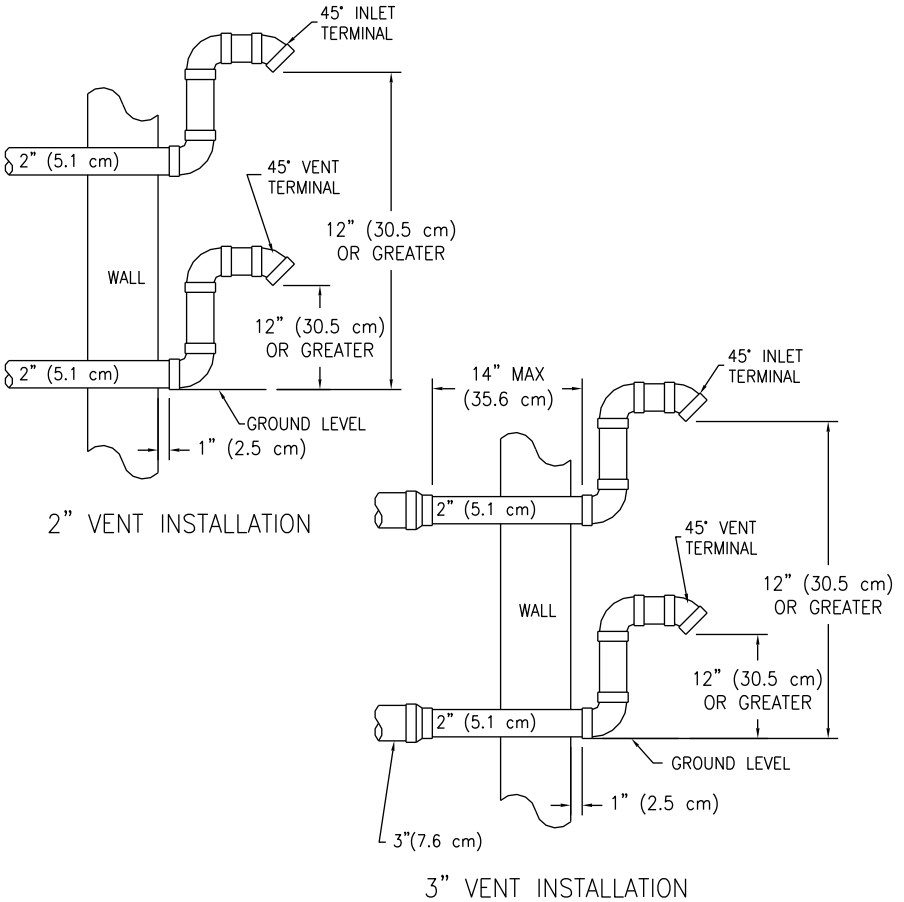 45° INLET
TERMINAL
2” (5.1 cm)
45° VENT
TERMINAL
12” (30.5 cm)
OR GREATER
WALL
12” (30.5 cm)
OR GREATER
2” (5.1 cm)
GROUND LEVEL
1” (2.5 cm)
2” VENT INSTALLATION
45° INLET
TERMINAL
14” MAX
(35.6 cm)
2” (5.1 cm)
45° VENT
TERMINAL
12” (30.5 cm)
OR GREATER
WALL
12” (30.5 cm)
OR GREATER
2” (5.1 cm)
GROUND LEVEL
1” (2.5 cm)
3”(7.6 cm)
3” VENT INSTALLATION